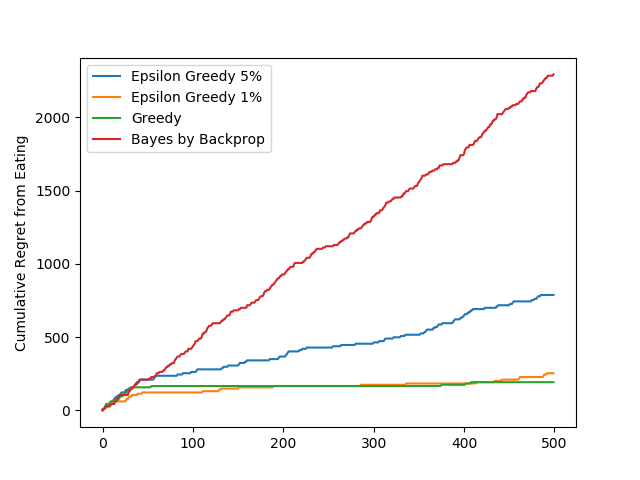 Epsilon Greedy 5%
Epsilon Greedy 1%
Greedy
Bayes by Backprop
Cumulative Regret from Eating
2000
1500
1000
500
0
0 100 200 300 400 500